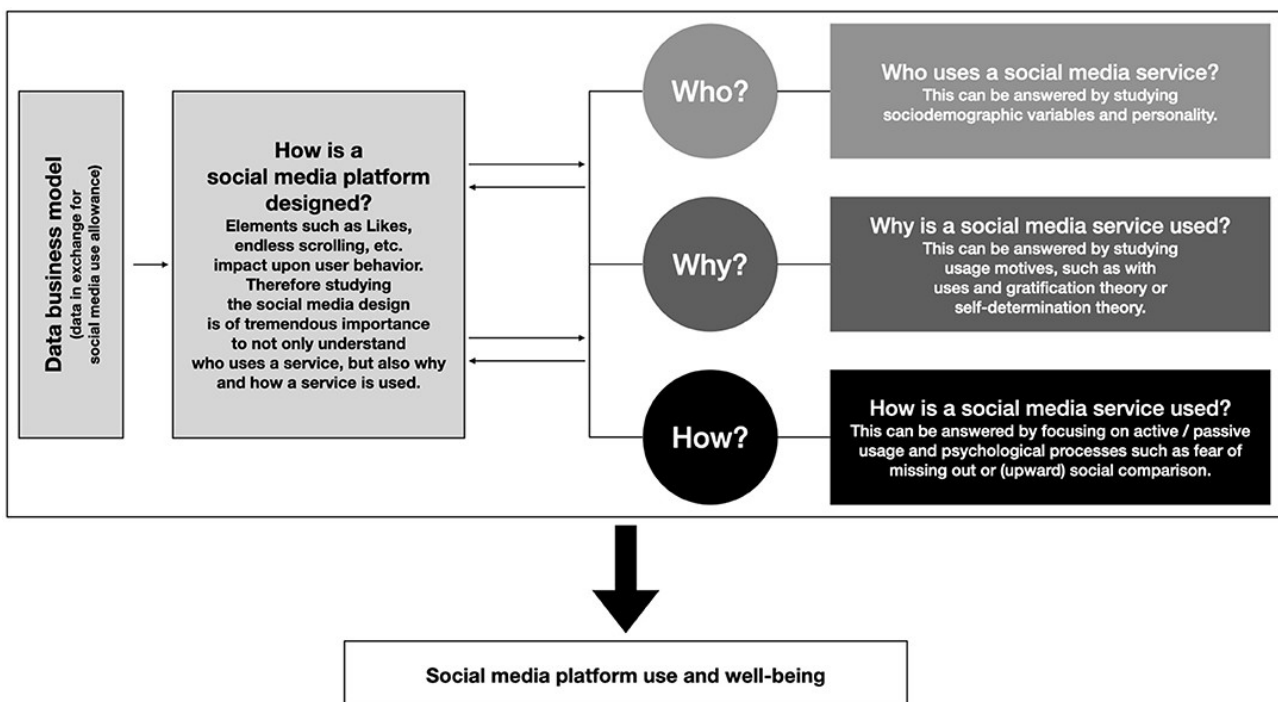 Data business model
(data in exchange for
social media use allowance)
How is a
social media platform
designed?
Elements such as Likes,
endless scrolling, etc.
impact upon user behavior.
Therefore studying
the social media design
is of tremendous importance
to not only understand
who uses a service, but also why
and how a service is used.
Who?
Who uses a social media service?
This can be answered by studying
sociodemographic variables and personality.
Why?
Why is a social media service used?
This can be answered by studying
usage motives, such as with
uses and gratification theory or
self-determination theory.
How?
How is a social media service used?
This can be answered by focusing on active / passive
usage and psychological processes such as fear of
missing out or (upward) social comparison.
Social media platform use and well-being